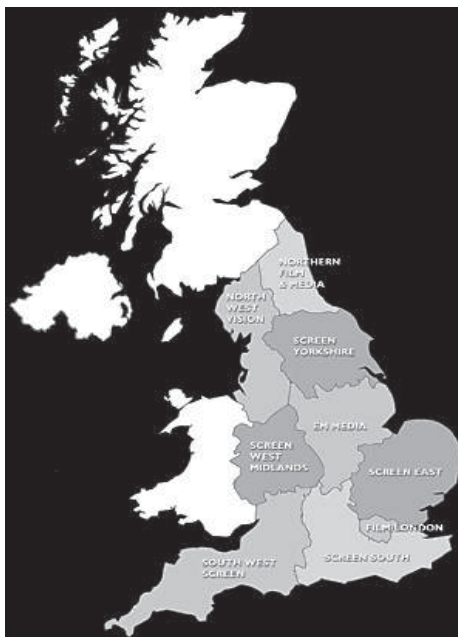 NORTHERN
FILM
& MEDIA
NORTH
WEST
VISION
SCREEN
YORKSHIRE
EM MEDIA
SCREEN
WEST
MIDLANDS
SCREEN EAST
FILM LONDON
SOUTH WEST
SCREEN
SCREEN SOUTH